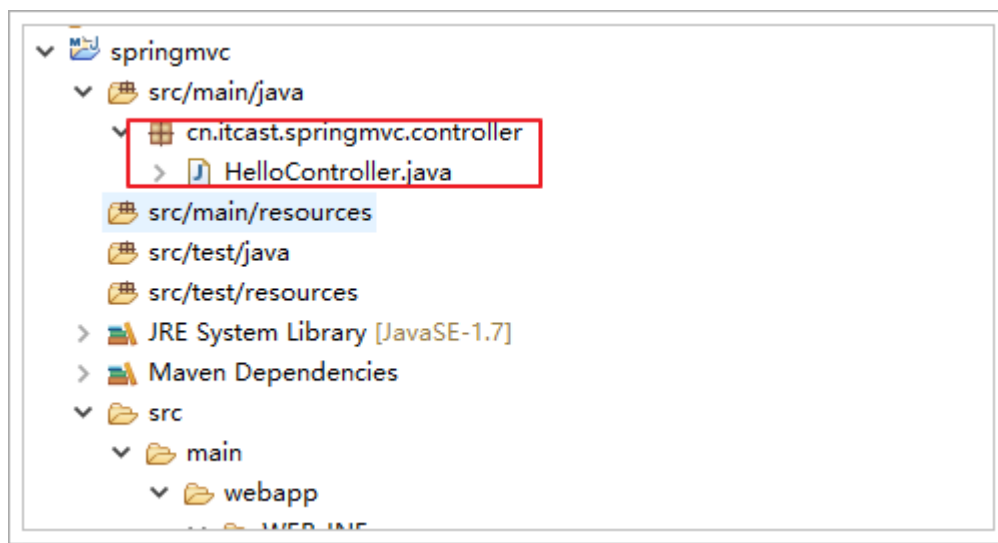 springmvc
src/main/java
cn.itcast.springmvc.controller
HelloController.java
src/main/resources
src/test/java
src/test/resources
JRE System Library [JavaSE-1.7]
Maven Dependencies
src
main
webapp